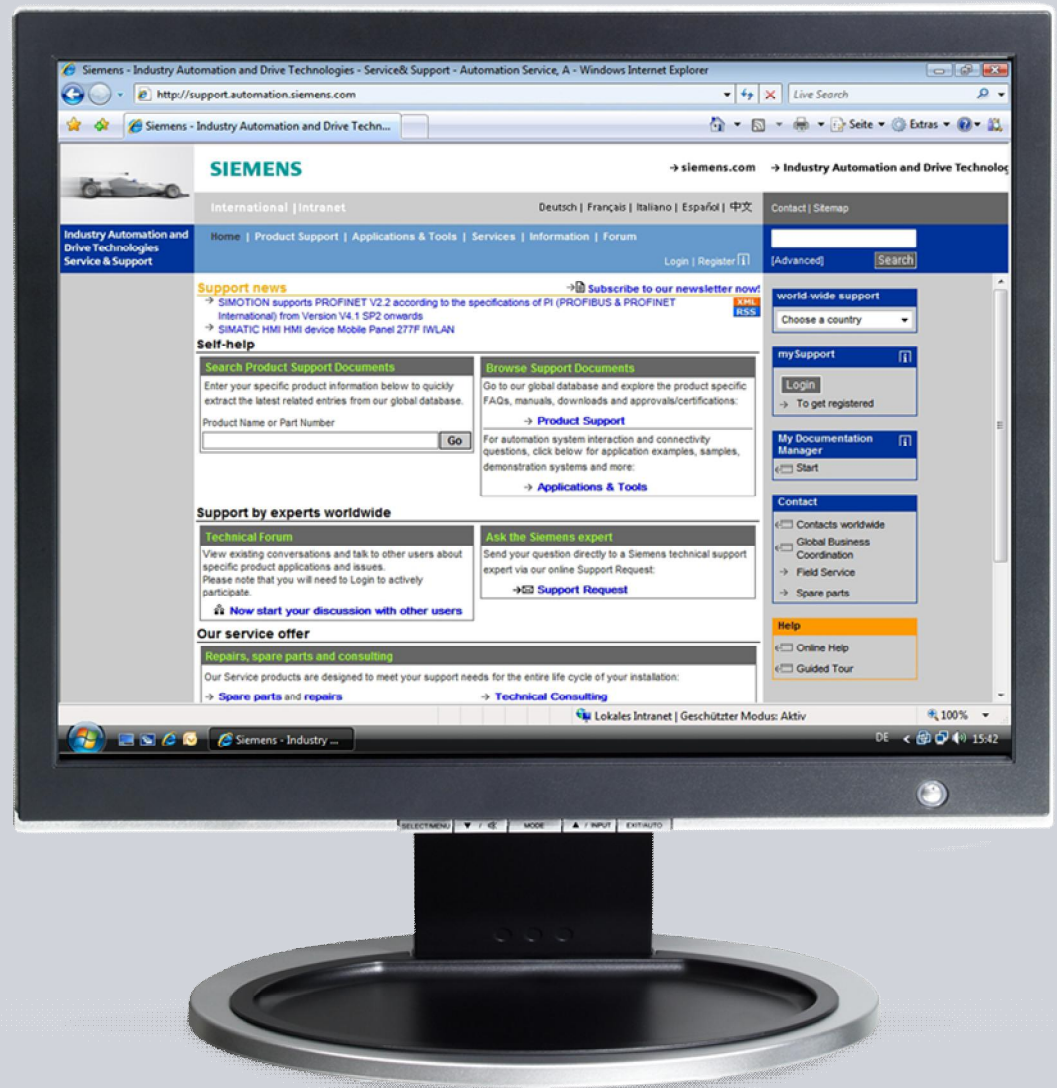 Siemens - Industry Automation and Drive Technologies - Service& Support - Automation Service, A - Windows Internet Explorer
http://support.automation.siemens.com
Live Search
Siemens - Industry Automation and Drive Techn...
Seite
Extras
SIEMENS
→ siemens.com → Industry Automation and Drive Technolog
International | Intranet
Deutsch | Français | Italiano | Español | 中文
Contact | Sitemap
Industry Automation and
Drive Technologies
Service & Support
Home | Product Support | Applications & Tools | Services | Information | Forum
Login | Register
[Advanced] Search
Support news
→ Subscribe to our newsletter now!
→ SIMOTION supports PROFINET V2.2 according to the specifications of PI (PROFIBUS & PROFINET
International) from Version V4.1 SP2 onwards
XML
RSS
→ SIMATIC HMI HMI device Mobile Panel 277F IWLAN
Self-help
Search Product Support Documents
Enter your specific product information below to quickly
extract the latest related entries from our global database.
Product Name or Part Number
Go
Browse Support Documents
Go to our global database and explore the product specific
FAQs, manuals, downloads and approvals/certifications:
→ Product Support
For automation system interaction and connectivity
questions, click below for application examples, samples,
demonstration systems and more:
→ Applications & Tools
Support by experts worldwide
Technical Forum
View existing conversations and talk to other users about
specific product applications and issues.
Please note that you will need to Login to actively
participate.
Now start your discussion with other users
Ask the Siemens expert
Send your question directly to a Siemens technical support
expert via our online Support Request:
→ Support Request
Our service offer
Repairs, spare parts and consulting
Our Service products are designed to meet your support needs for the entire life cycle of your installation:
→ Spare parts and repairs
→ Technical Consulting
world-wide support
Choose a country
mySupport
Login
→ To get registered
My Documentation
Manager
Start
Contact
Contacts worldwide
Global Business
Coordination
→ Field Service
→ Spare parts
Help
Online Help
Guided Tour
Lokales Intranet | Geschützter Modus: Aktiv
100%
Siemens - Industry ...
DE
15:42
SELECT/MENU
▼ /
MODE
▲ / INPUT
EXIT/AUTO